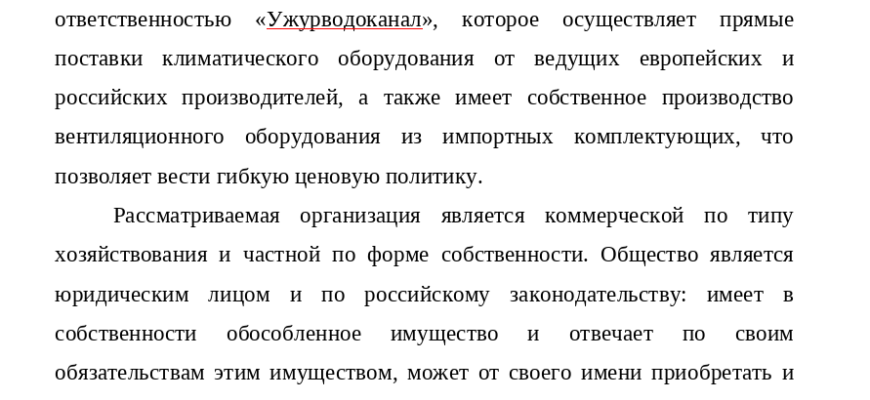 ответственностью «Ужурводоканал», которое осуществляет прямые
поставки климатического оборудования от ведущих европейских и
российских производителей, а также имеет собственное производство
вентиляционного оборудования из импортных комплектующих, что
позволяет вести гибкую ценовую политику.
Рассматриваемая организация является коммерческой по типу
хозяйствования и частной по форме собственности. Общество является
юридическим лицом и по российскому законодательству: имеет в
собственности обособленное имущество и отвечает по своим
обязательствам этим имуществом, может от своего имени приобретать и